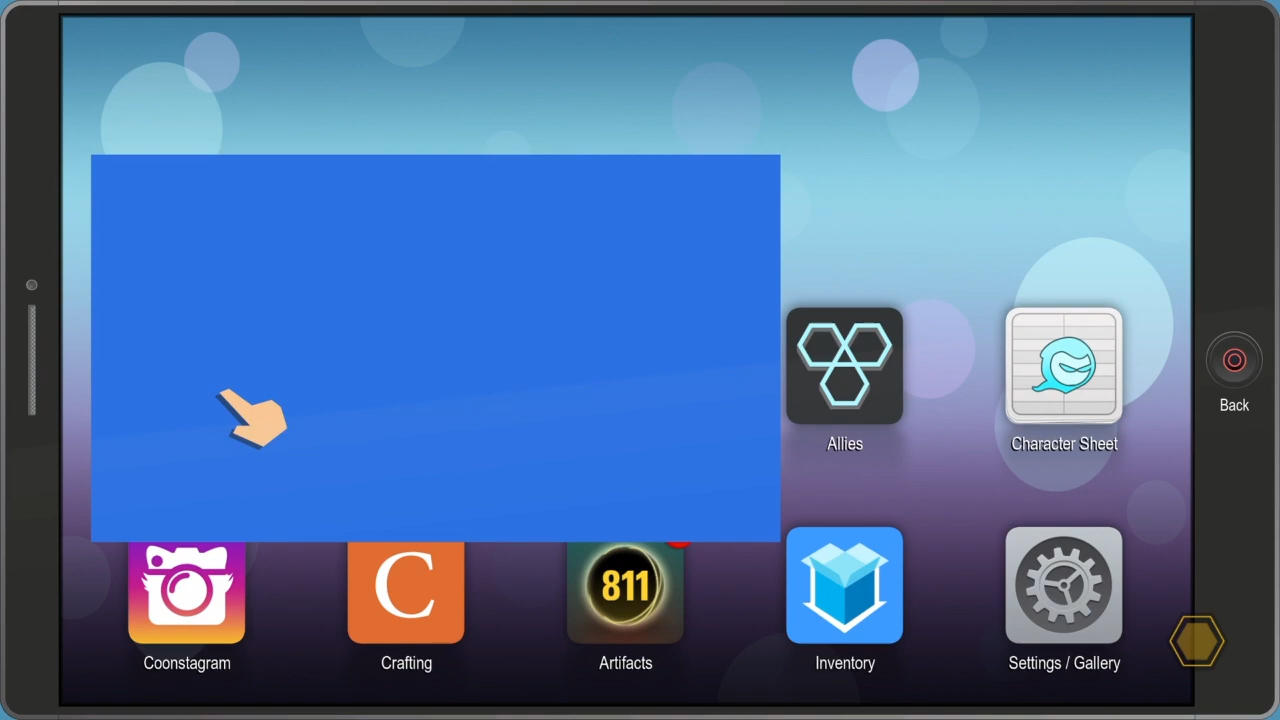 Allies
Character Sheet
Back
C
811
Coonstagram
Crafting
Artifacts
Inventory
Settings / Gallery